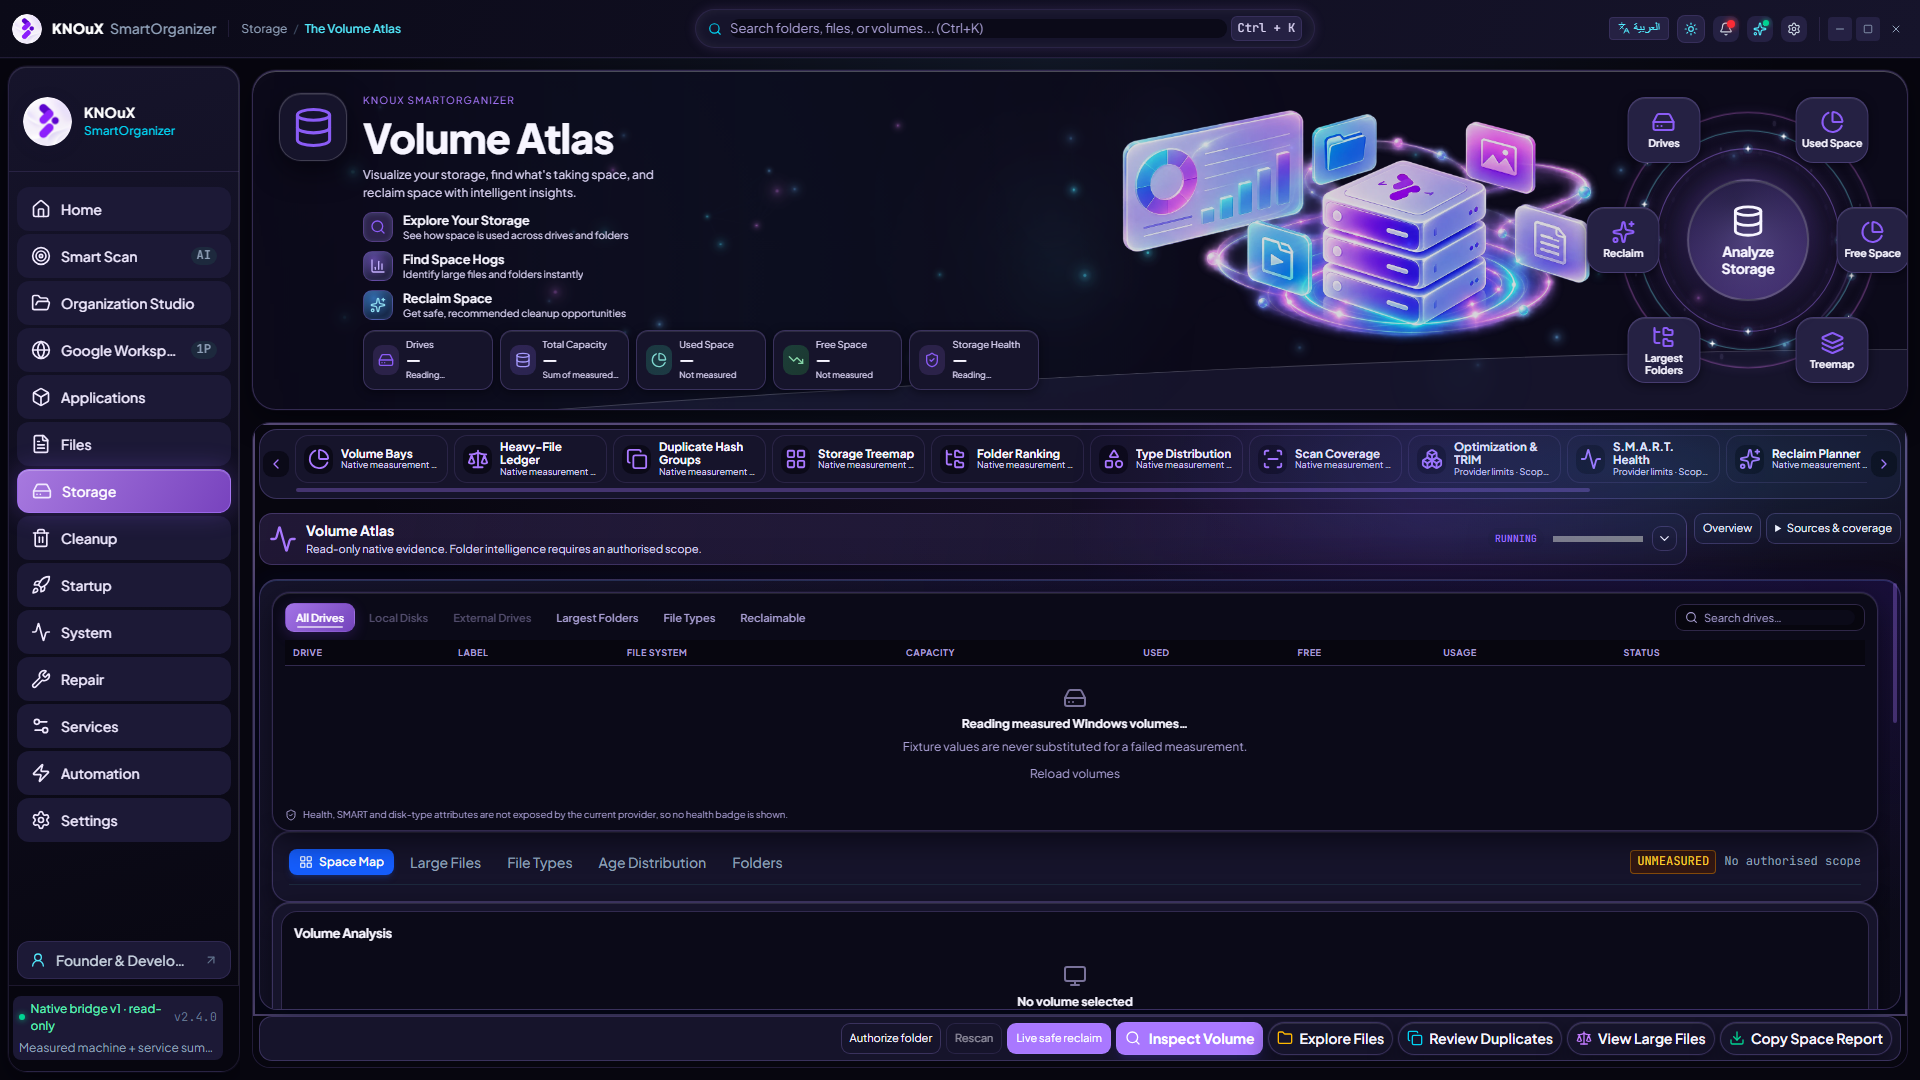 KNOuX SmartOrganizer
Storage / The Volume Atlas
Search folders, files, or volumes... (Ctrl+K)
Ctrl + K
العربية
KNOuX
SmartOrganizer
Home
Smart Scan AI
Organization Studio
Google Worksp... 1P
Applications
Files
Storage
Cleanup
Startup
System
Repair
Services
Automation
Settings
Founder & Develo...
Native bridge v1 · read-only
v2.4.0
Measured machine + service sum...
KNOUX SMARTORGANIZER
Volume Atlas
Visualize your storage, find what's taking space, and
reclaim space with intelligent insights.
Explore Your Storage
See how space is used across drives and folders
Find Space Hogs
Identify large files and folders instantly
Reclaim Space
Get safe, recommended cleanup opportunities
Drives
—
Reading...
Total Capacity
—
Sum of measured...
Used Space
—
Not measured
Free Space
—
Not measured
Storage Health
—
Reading...
Drives
Used Space
Reclaim
Analyze
Storage
Free Space
Largest
Folders
Treemap
Volume Bays
Native measurement ...
Heavy-File
Ledger
Native measurement ...
Duplicate Hash
Groups
Native measurement ...
Storage Treemap
Native measurement ...
Folder Ranking
Native measurement ...
Type Distribution
Native measurement ...
Scan Coverage
Native measurement ...
Optimization &
TRIM
Provider limits · Scop...
S.M.A.R.T.
Health
Provider limits · Scop...
Reclaim Planner
Native measurement ...
Volume Atlas
Read-only native evidence. Folder intelligence requires an authorised scope.
RUNNING
Overview
Sources & coverage
All Drives
Local Disks
External Drives
Largest Folders
File Types
Reclaimable
Search drives...
DRIVE LABEL FILE SYSTEM CAPACITY USED FREE USAGE STATUS
Reading measured Windows volumes...
Fixture values are never substituted for a failed measurement.
Reload volumes
Health, SMART and disk-type attributes are not exposed by the current provider, so no health badge is shown.
Space Map
Large Files
File Types
Age Distribution
Folders
UNMEASURED
No authorised scope
Volume Analysis
No volume selected
Authorize folder
Rescan
Live safe reclaim
Inspect Volume
Explore Files
Review Duplicates
View Large Files
Copy Space Report